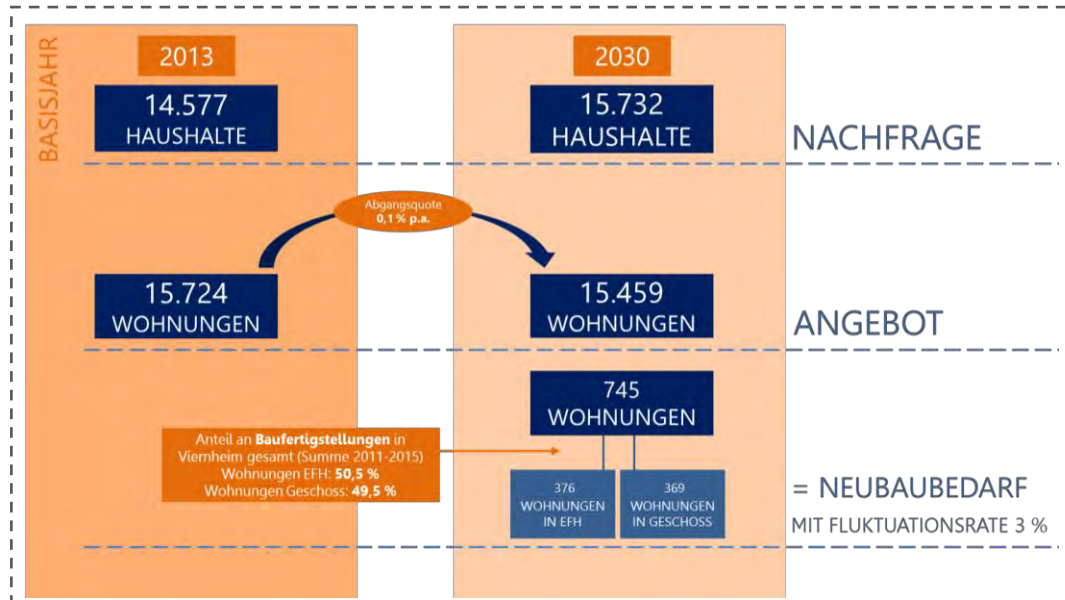 BASISJAHR
2013
14.577
HAUSHALTE
2030
15.732
HAUSHALTE
NACHFRAGE
Abgangsquote
0,1 % p.a.
15.724
WOHNUNGEN
15.459
WOHNUNGEN
ANGEBOT
745
WOHNUNGEN
Anteil an Baufertigstellungen in
Viernheim gesamt (Summe 2011-2015)
Wohnungen EFH: 50,5 %
Wohnungen Geschoss: 49,5 %
376
WOHNUNGEN
IN EFH
369
WOHNUNGEN
IN GESCHOSS
= NEUBAUBEDARF
MIT FLUKTUATIONSRATE 3 %